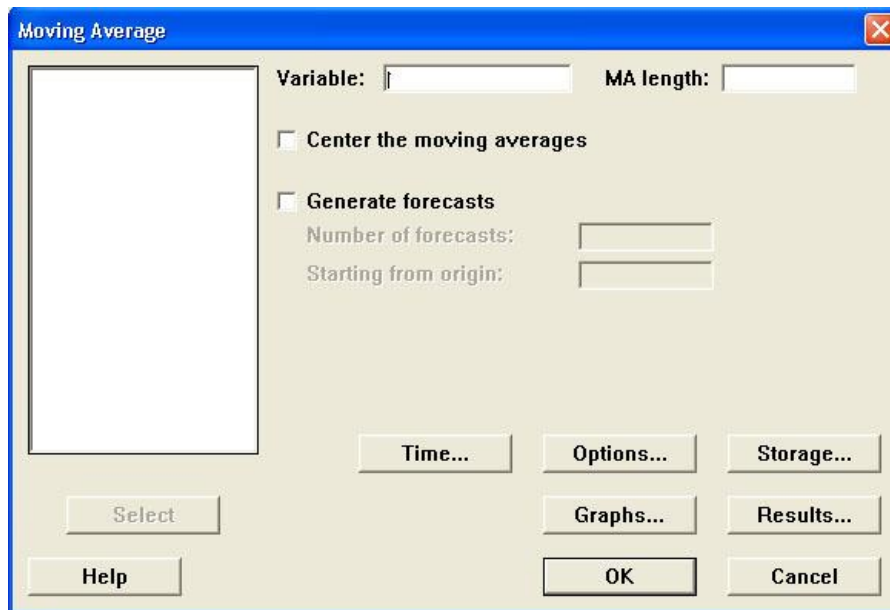 Moving Average
Variable: MA length:
Center the moving averages
Generate forecasts
Number of forecasts:
Starting from origin:
Time... Options... Storage...
Select Graphs... Results...
Help OK Cancel